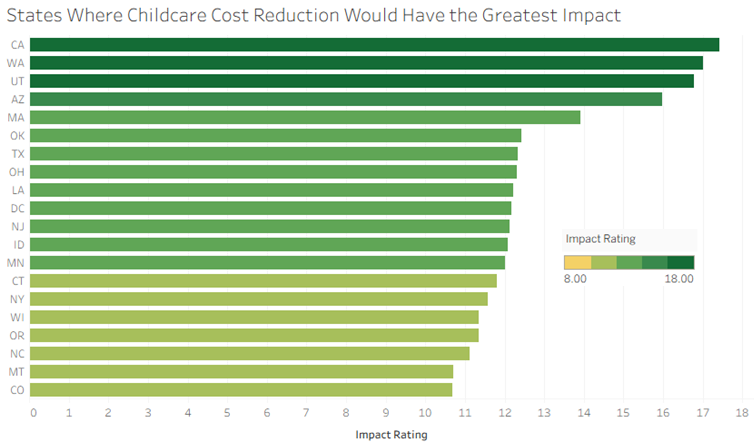 States Where Childcare Cost Reduction Would Have the Greatest Impact
CA
WA
UT
AZ
MA
OK
TX
OH
LA
DC
NJ
ID
MN
CT
NY
WI
OR
NC
MT
CO
Impact Rating
8.00 18.00
0 1 2 3 4 5 6 7 8 9 10 11 12 13 14 15 16 17 18
Impact Rating